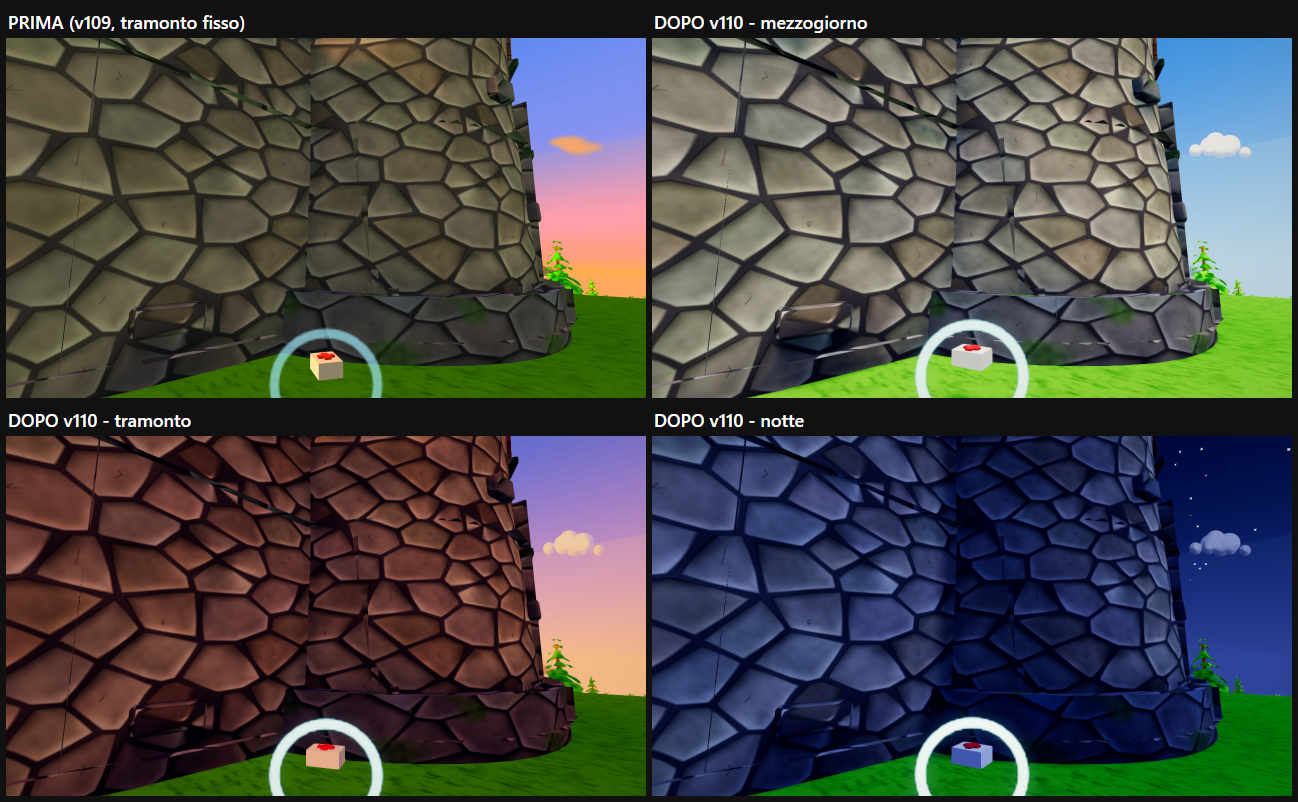 PRIMA (v109, tramonto fisso)
DOPO v110 - mezzogiorno
DOPO v110 - tramonto
DOPO v110 - notte